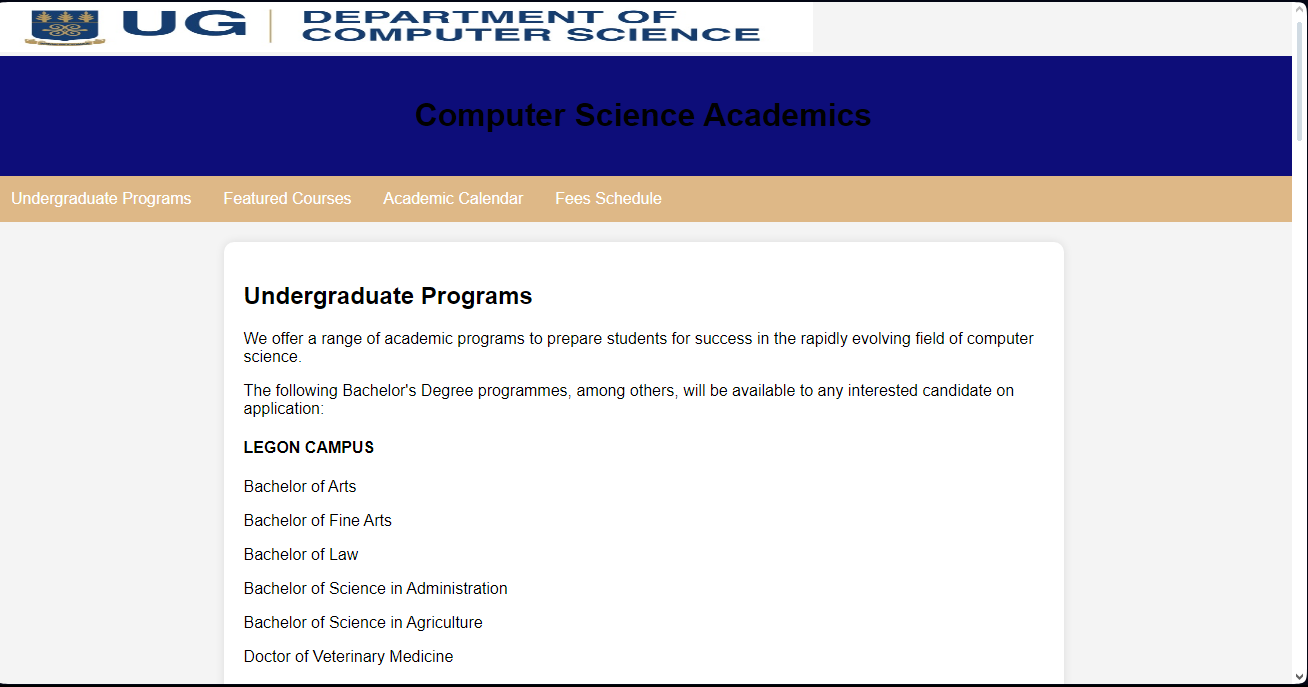 UG
DEPARTMENT OF
COMPUTER SCIENCE
Computer Science Academics
Undergraduate Programs Featured Courses Academic Calendar Fees Schedule
Undergraduate Programs
We offer a range of academic programs to prepare students for success in the rapidly evolving field of computer
science.
The following Bachelor's Degree programmes, among others, will be available to any interested candidate on
application:
LEGON CAMPUS
Bachelor of Arts
Bachelor of Fine Arts
Bachelor of Law
Bachelor of Science in Administration
Bachelor of Science in Agriculture
Doctor of Veterinary Medicine